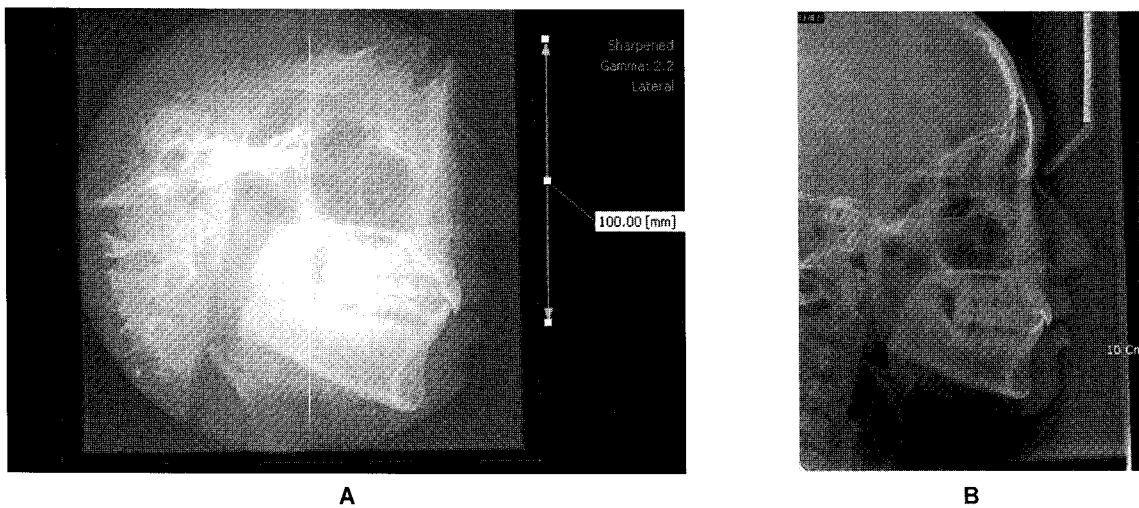 Sharpened
Gamma: 2.2
Lateral
100.00 [mm]
10 Cm
A
B